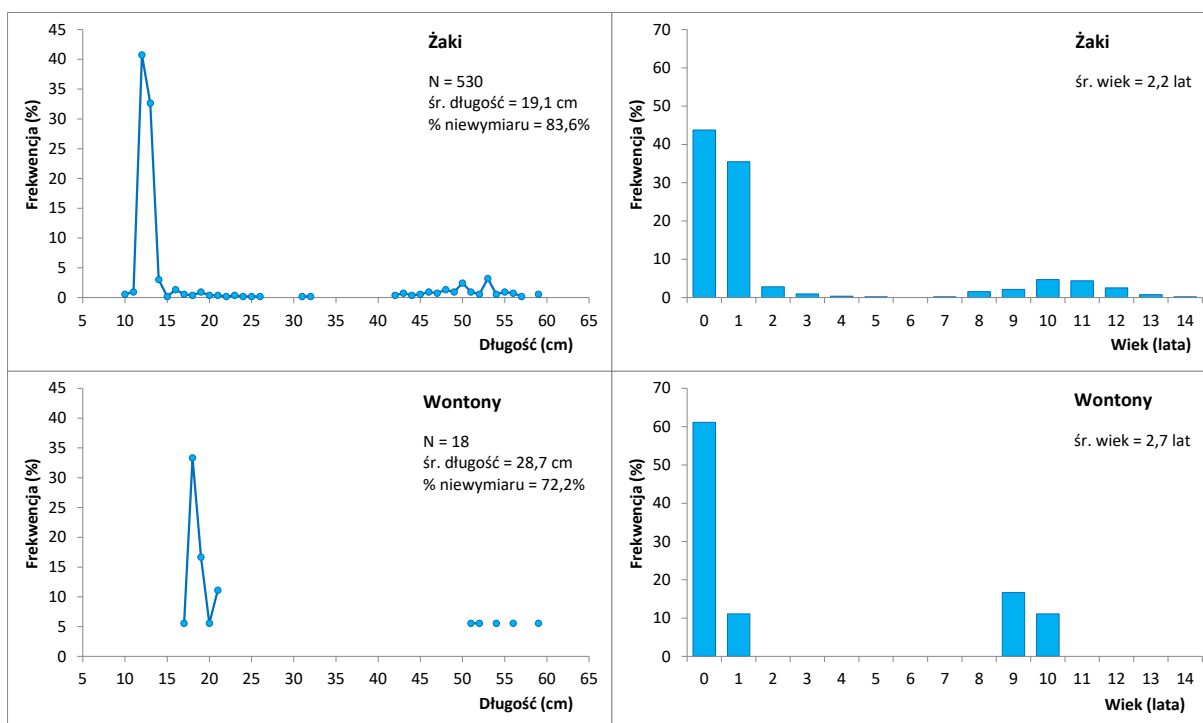 Żaki
N = 530
śr. długość = 19,1 cm
% niewymiaru = 83,6%
Frekwencja (%)
45
40
35
30
25
20
15
10
5
0
5 10 15 20 25 30 35 40 45 50 55 60 65
Długość (cm)
Żaki
śr. wiek = 2,2 lat
Frekwencja (%)
70
60
50
40
30
20
10
0
0 1 2 3 4 5 6 7 8 9 10 11 12 13 14
Wiek (lata)
Wontony
N = 18
śr. długość = 28,7 cm
% niewymiaru = 72,2%
Frekwencja (%)
45
40
35
30
25
20
15
10
5
0
5 10 15 20 25 30 35 40 45 50 55 60 65
Długość (cm)
Wontony
śr. wiek = 2,7 lat
Frekwencja (%)
70
60
50
40
30
20
10
0
0 1 2 3 4 5 6 7 8 9 10 11 12 13 14
Wiek (lata)